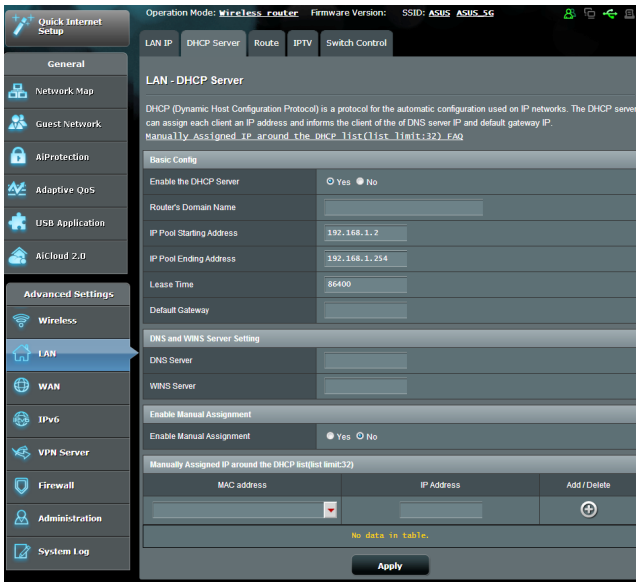 Quick Internet
Setup
Operation Mode: Wireless router Firmware Version: SSID: ASUS ASUS_5G
LAN IP DHCP Server Route IPTV Switch Control
General
Network Map
Guest Network
AiProtection
Adaptive QoS
USB Application
AiCloud 2.0
Advanced Settings
Wireless
LAN
WAN
IPv6
VPN Server
Firewall
Administration
System Log
LAN - DHCP Server
DHCP (Dynamic Host Configuration Protocol) is a protocol for the automatic configuration used on IP networks. The DHCP server
can assign each client an IP address and informs the client of the of DNS server IP and default gateway IP.
Manually Assigned IP around the DHCP list(list limit:32) FAQ
Basic Config
Enable the DHCP Server Yes No
Router's Domain Name
IP Pool Starting Address 192.168.1.2
IP Pool Ending Address 192.168.1.254
Lease Time 86400
Default Gateway
DNS and WINS Server Setting
DNS Server
WINS Server
Enable Manual Assignment
Enable Manual Assignment Yes No
Manually Assigned IP around the DHCP list(list limit:32)
MAC address IP Address Add / Delete
No data in table.
Apply